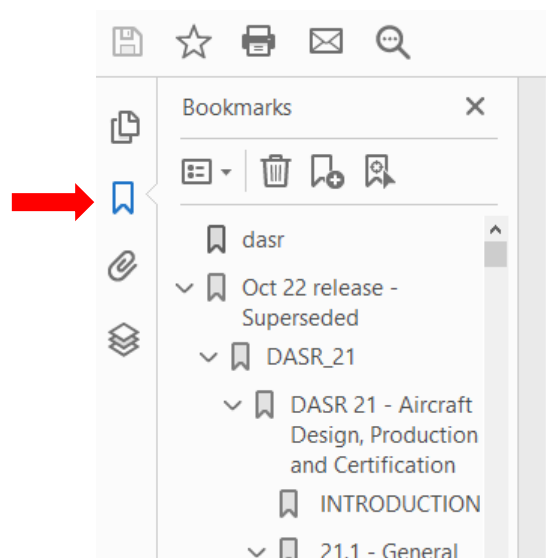 Bookmarks
dasr
Oct 22 release -
Superseded
DASR_21
DASR 21 - Aircraft
Design, Production
and Certification
INTRODUCTION
21.1 - General